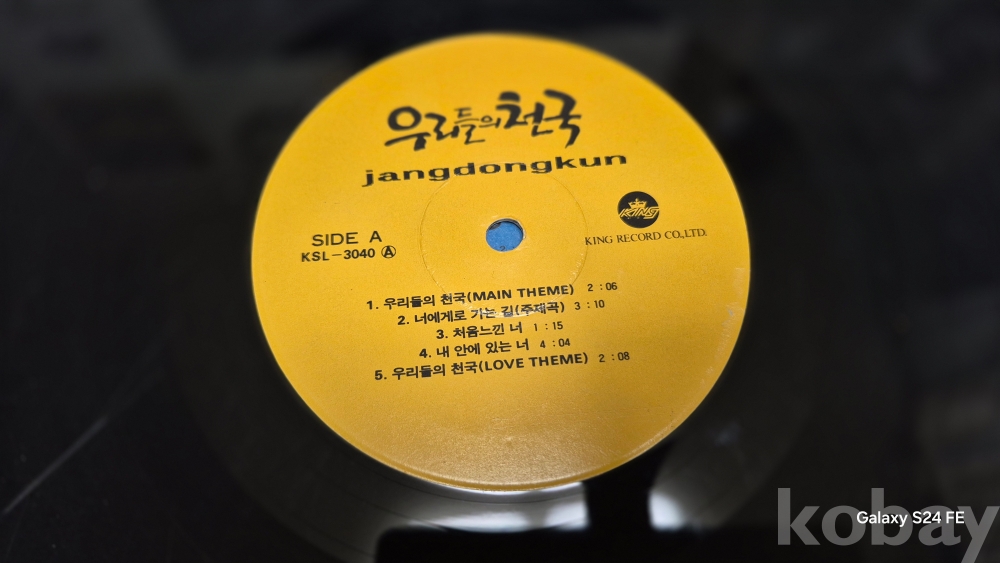 우리들의 천국
jangdongkun
SIDE A
KSL-3040 Ⓐ
KING RECORD CO.,LTD.
1. 우리들의 천국(MAIN THEME) 2:06
2. 너에게로 가는 길(주제곡) 3:10
3. 처음느낀 너 1:15
4. 내 안에 있는 너 4:04
5. 우리들의 천국(LOVE THEME) 2:08
kobay
Galaxy S24 FE